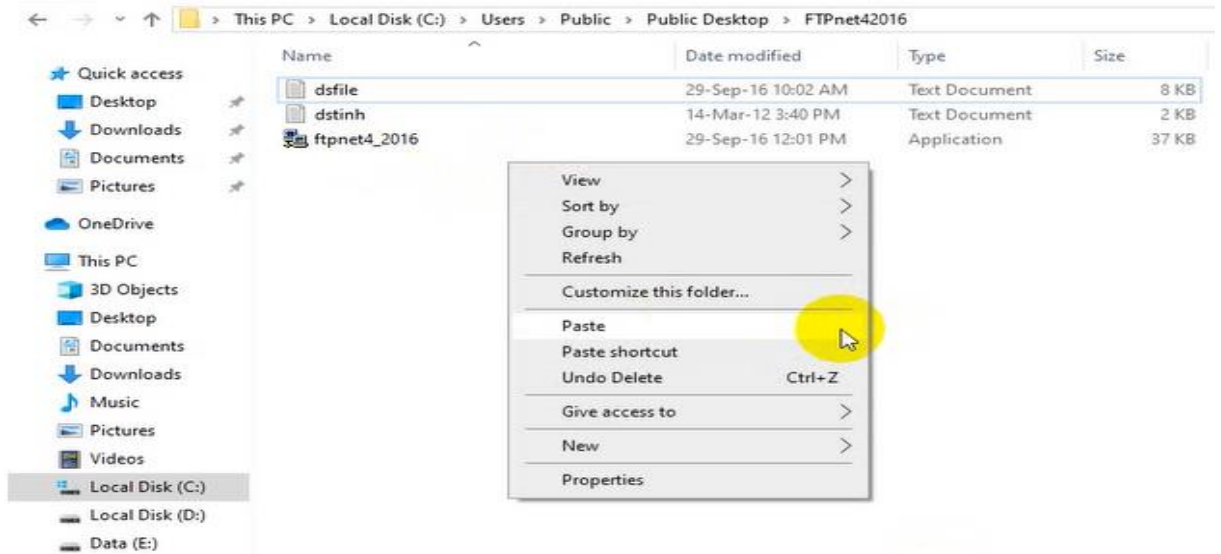 This PC > Local Disk (C:) > Users > Public > Public Desktop > FTPnet42016
Name Date modified Type Size
dsfile 29-Sep-16 10:02 AM Text Document 8 KB
dstinh 14-Mar-12 3:40 PM Text Document 2 KB
ftpnet4_2016 29-Sep-16 12:01 PM Application 37 KB
Quick access
Desktop
Downloads
Documents
Pictures
OneDrive
This PC
3D Objects
Desktop
Documents
Downloads
Music
Pictures
Videos
Local Disk (C:)
Local Disk (D:)
Data (E:)
View
Sort by
Group by
Refresh
Customize this folder...
Paste
Paste shortcut
Undo Delete Ctrl+Z
Give access to
New
Properties